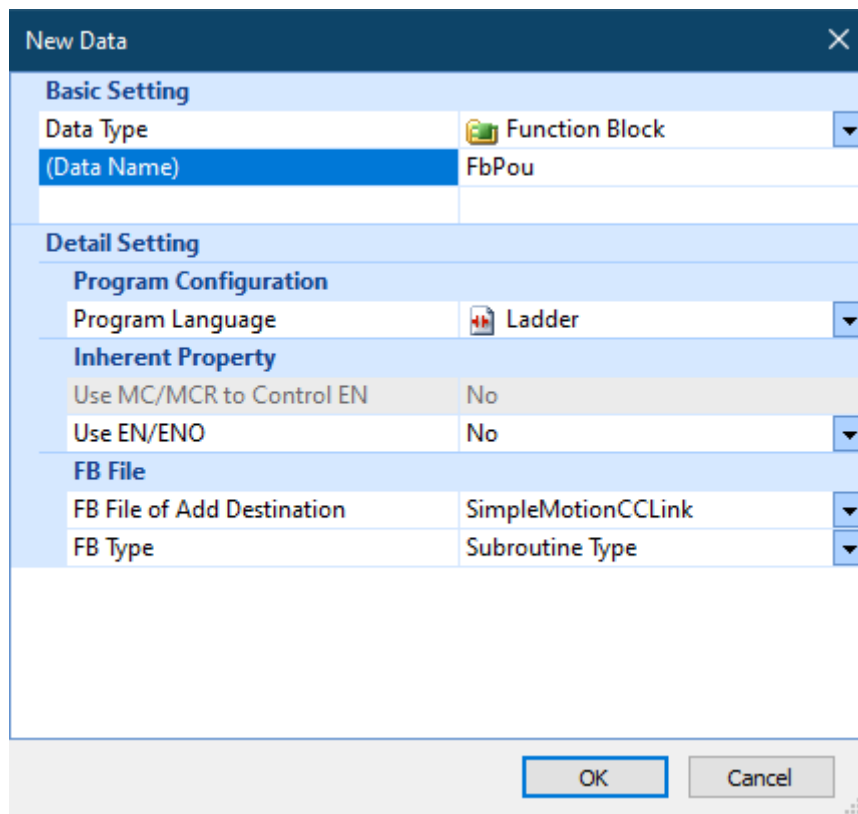 New Data
Basic Setting
Data Type Function Block
(Data Name) FbPou
Detail Setting
Program Configuration
Program Language Ladder
Inherent Property
Use MC/MCR to Control EN No
Use EN/ENO No
FB File
FB File of Add Destination SimpleMotionCCLink
FB Type Subroutine Type
OK Cancel